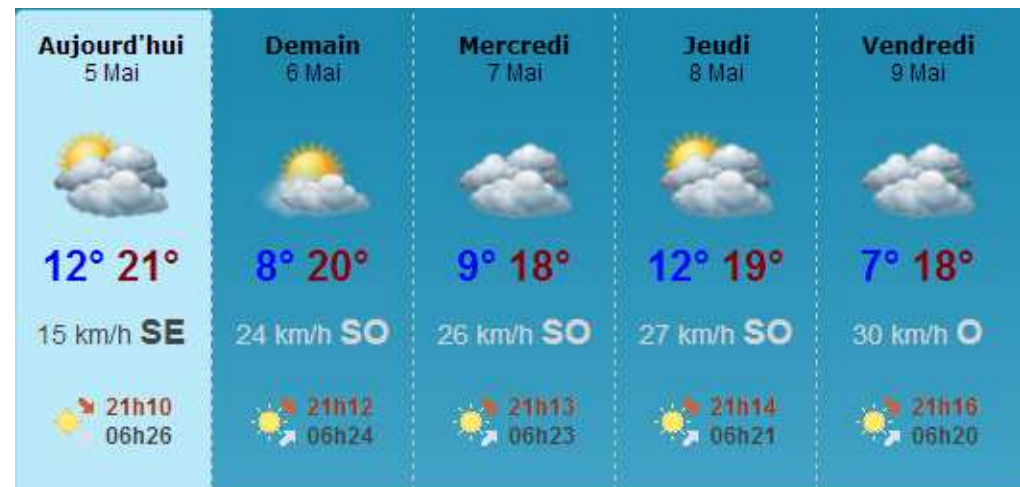 Aujourd'hui
5 Mai
12° 21°
15 km/h SE
21h10
06h26
Demain
6 Mai
8° 20°
24 km/h SO
21h12
06h24
Mercredi
7 Mai
9° 18°
26 km/h SO
21h13
06h23
Jeudi
8 Mai
12° 19°
27 km/h SO
21h14
06h21
Vendredi
9 Mai
7° 18°
30 km/h O
21h16
06h20